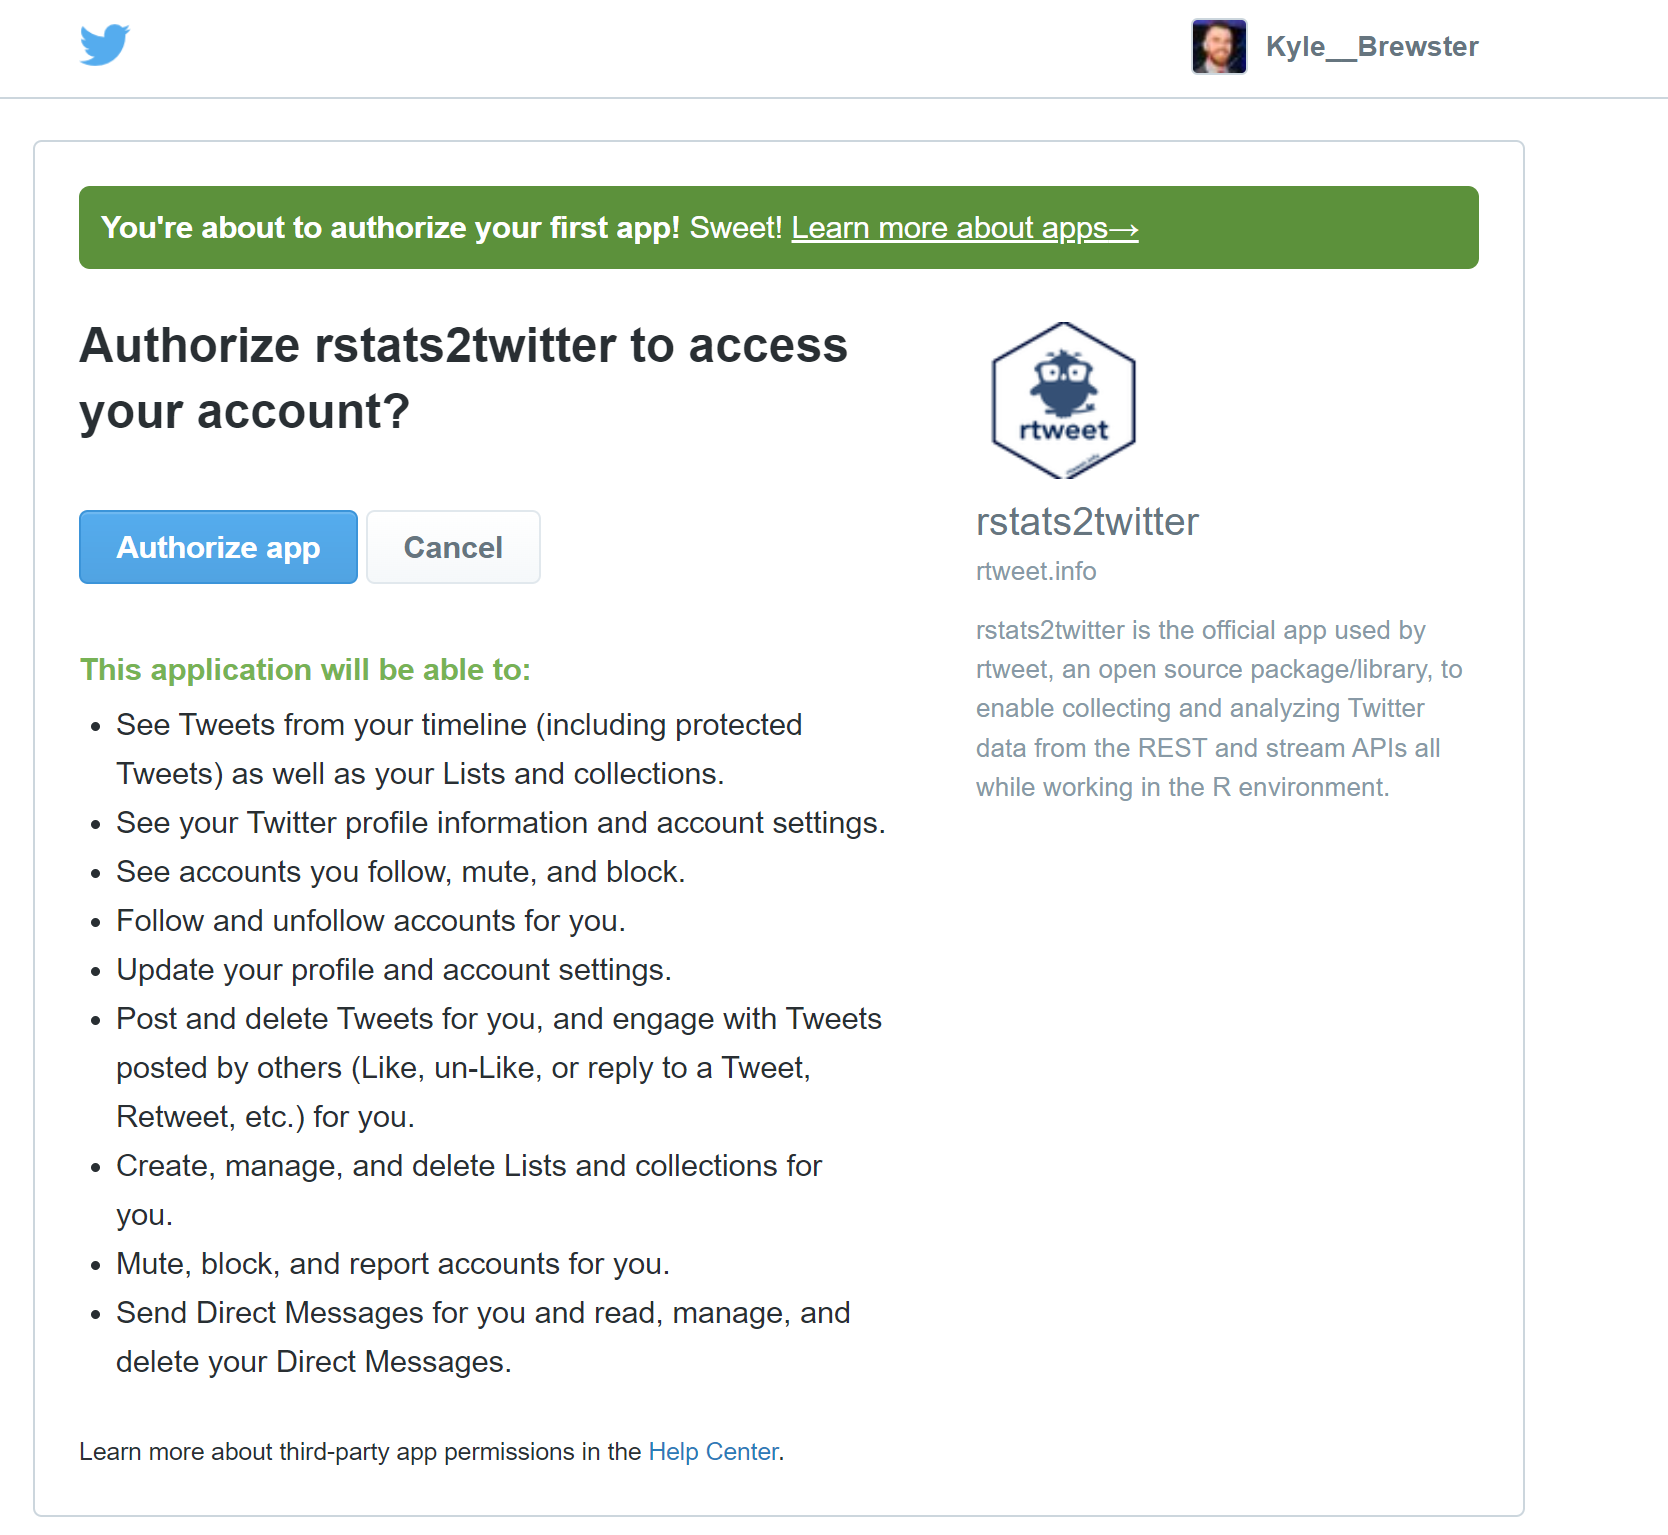 Kyle__Brewster
You're about to authorize your first app! Sweet! Learn more about apps→
Authorize rstats2twitter to access
your account?
Authorize app
Cancel
This application will be able to:
• See Tweets from your timeline (including protected
Tweets) as well as your Lists and collections.
• See your Twitter profile information and account settings.
• See accounts you follow, mute, and block.
• Follow and unfollow accounts for you.
• Update your profile and account settings.
• Post and delete Tweets for you, and engage with Tweets
posted by others (Like, un-Like, or reply to a Tweet,
Retweet, etc.) for you.
• Create, manage, and delete Lists and collections for
you.
• Mute, block, and report accounts for you.
• Send Direct Messages for you and read, manage, and
delete your Direct Messages.
Learn more about third-party app permissions in the Help Center.
rtweet
rstats2twitter
rtweet.info
rstats2twitter is the official app used by
rtweet, an open source package/library, to
enable collecting and analyzing Twitter
data from the REST and stream APIs all
while working in the R environment.